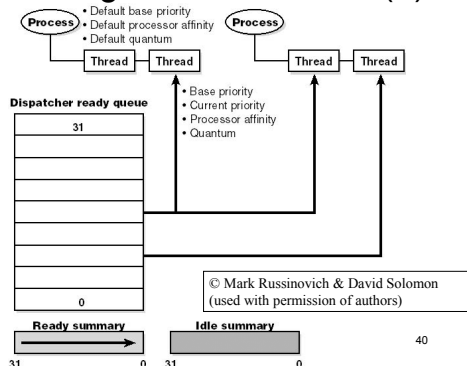 • Default base priority
Process
• Default processor affinity
• Default quantum
Process
Thread
Thread
Thread
Thread
• Base priority
• Current priority
• Processor affinity
• Quantum
Dispatcher ready queue
31
0
© Mark Russinovich & David Solomon
(used with permission of authors)
Ready summary
Idle summary
31
0
31
0
40